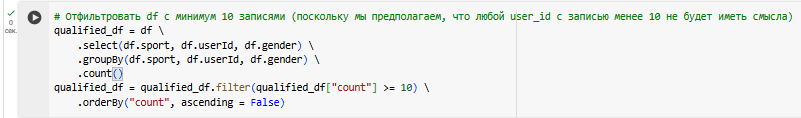 0
сек.
# Отфильтровать df с минимум 10 записями (поскольку мы предполагаем, что любой user_id с записью менее 10 не будет иметь смысла)
qualified_df = df \
    .select(df.sport, df.userId, df.gender) \
    .groupBy(df.sport, df.userId, df.gender) \
    .count()
qualified_df = qualified_df.filter(qualified_df["count"] >= 10) \
    .orderBy("count", ascending = False)